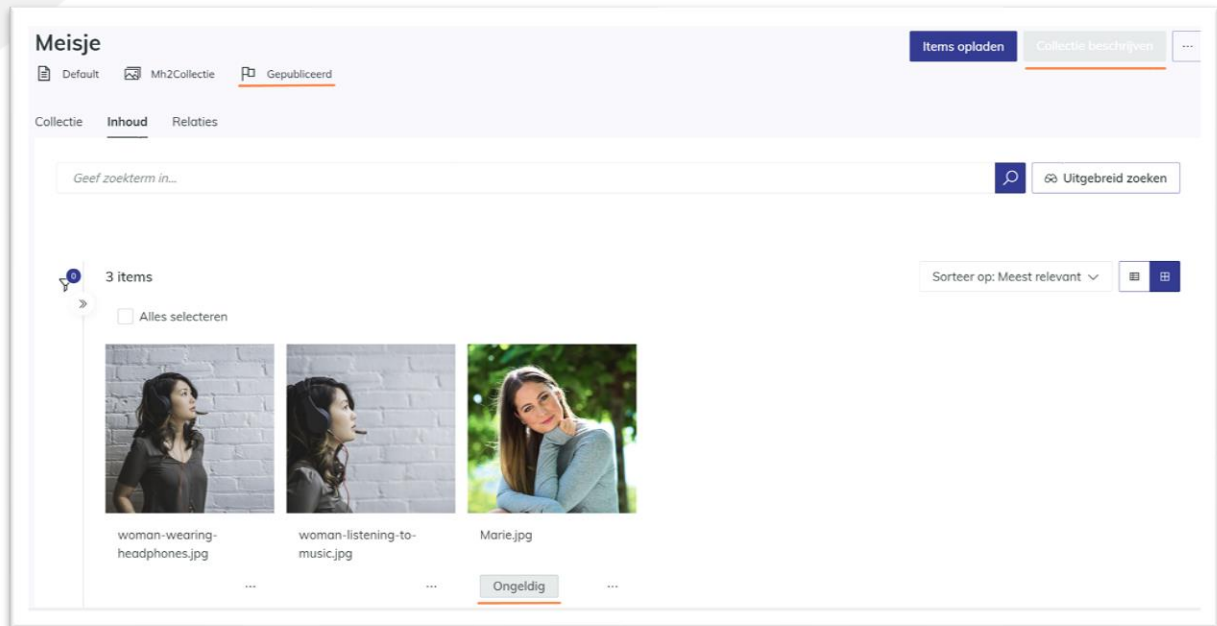 Meisje
Items opladen
Collectie beschrijven
...
Default
Mh2Collectie
Gepubliceerd
Collectie
Inhoud
Relaties
Geef zoekterm in...
Uitgebreid zoeken
0
3 items
Sorteer op: Meest relevant
Alles selecteren
woman-wearing-
headphones.jpg
woman-listening-to-
music.jpg
Marie.jpg
...
...
Ongeldig
...